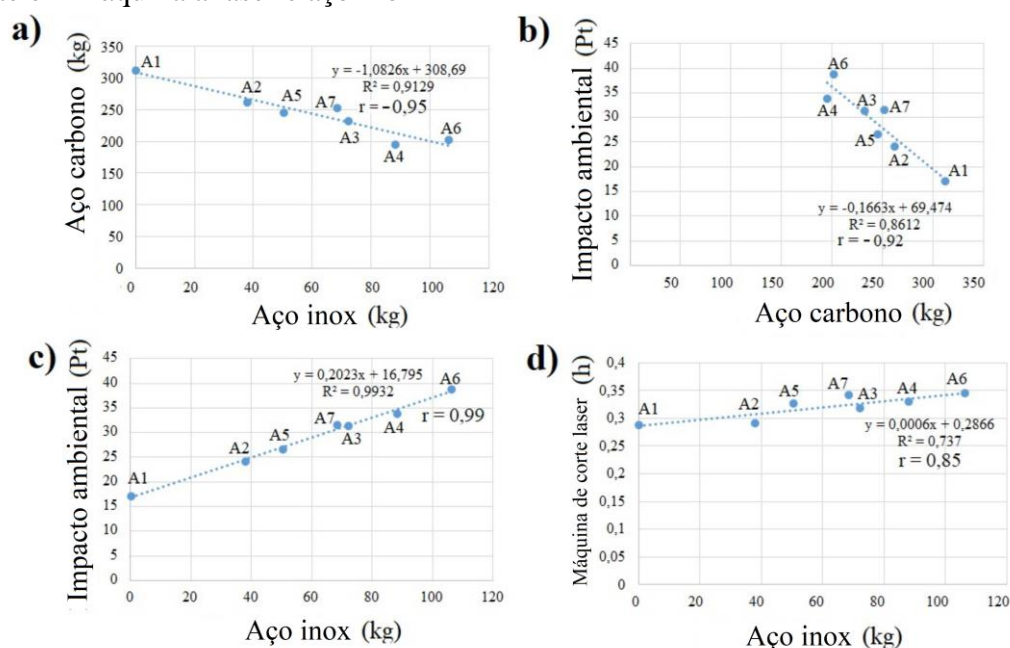 a)
Aço carbono (kg)
350
300
250
200
150
100
50
0
A1
A2
A5
A7
A3
A4
A6
y = -1,0826x + 308,69
R² = 0,9129
r = -0,95
0 20 40 60 80 100 120
Aço inox (kg)
b)
Impacto ambiental (Pt)
45
40
35
30
25
20
15
10
5
0
A6
A4
A3
A7
A5
A2
A1
y = -0,1663x + 69,474
R² = 0,8612
r = -0,92
50 100 150 200 250 300 350
Aço carbono (kg)
c)
Impacto ambiental (Pt)
45
40
35
30
25
20
15
10
5
0
y = 0,2023x + 16,795
R² = 0,9932
r = 0,99
A1
A2
A5
A7
A3
A4
A6
0 20 40 60 80 100 120
Aço inox (kg)
d)
Máquina de corte laser (h)
0,4
0,35
0,3
0,25
0,2
0,15
0,1
0,05
0
A1
A2
A5
A7
A3
A4
A6
y = 0,0006x + 0,2866
R² = 0,737
r = 0,85
0 20 40 60 80 100 120
Aço inox (kg)